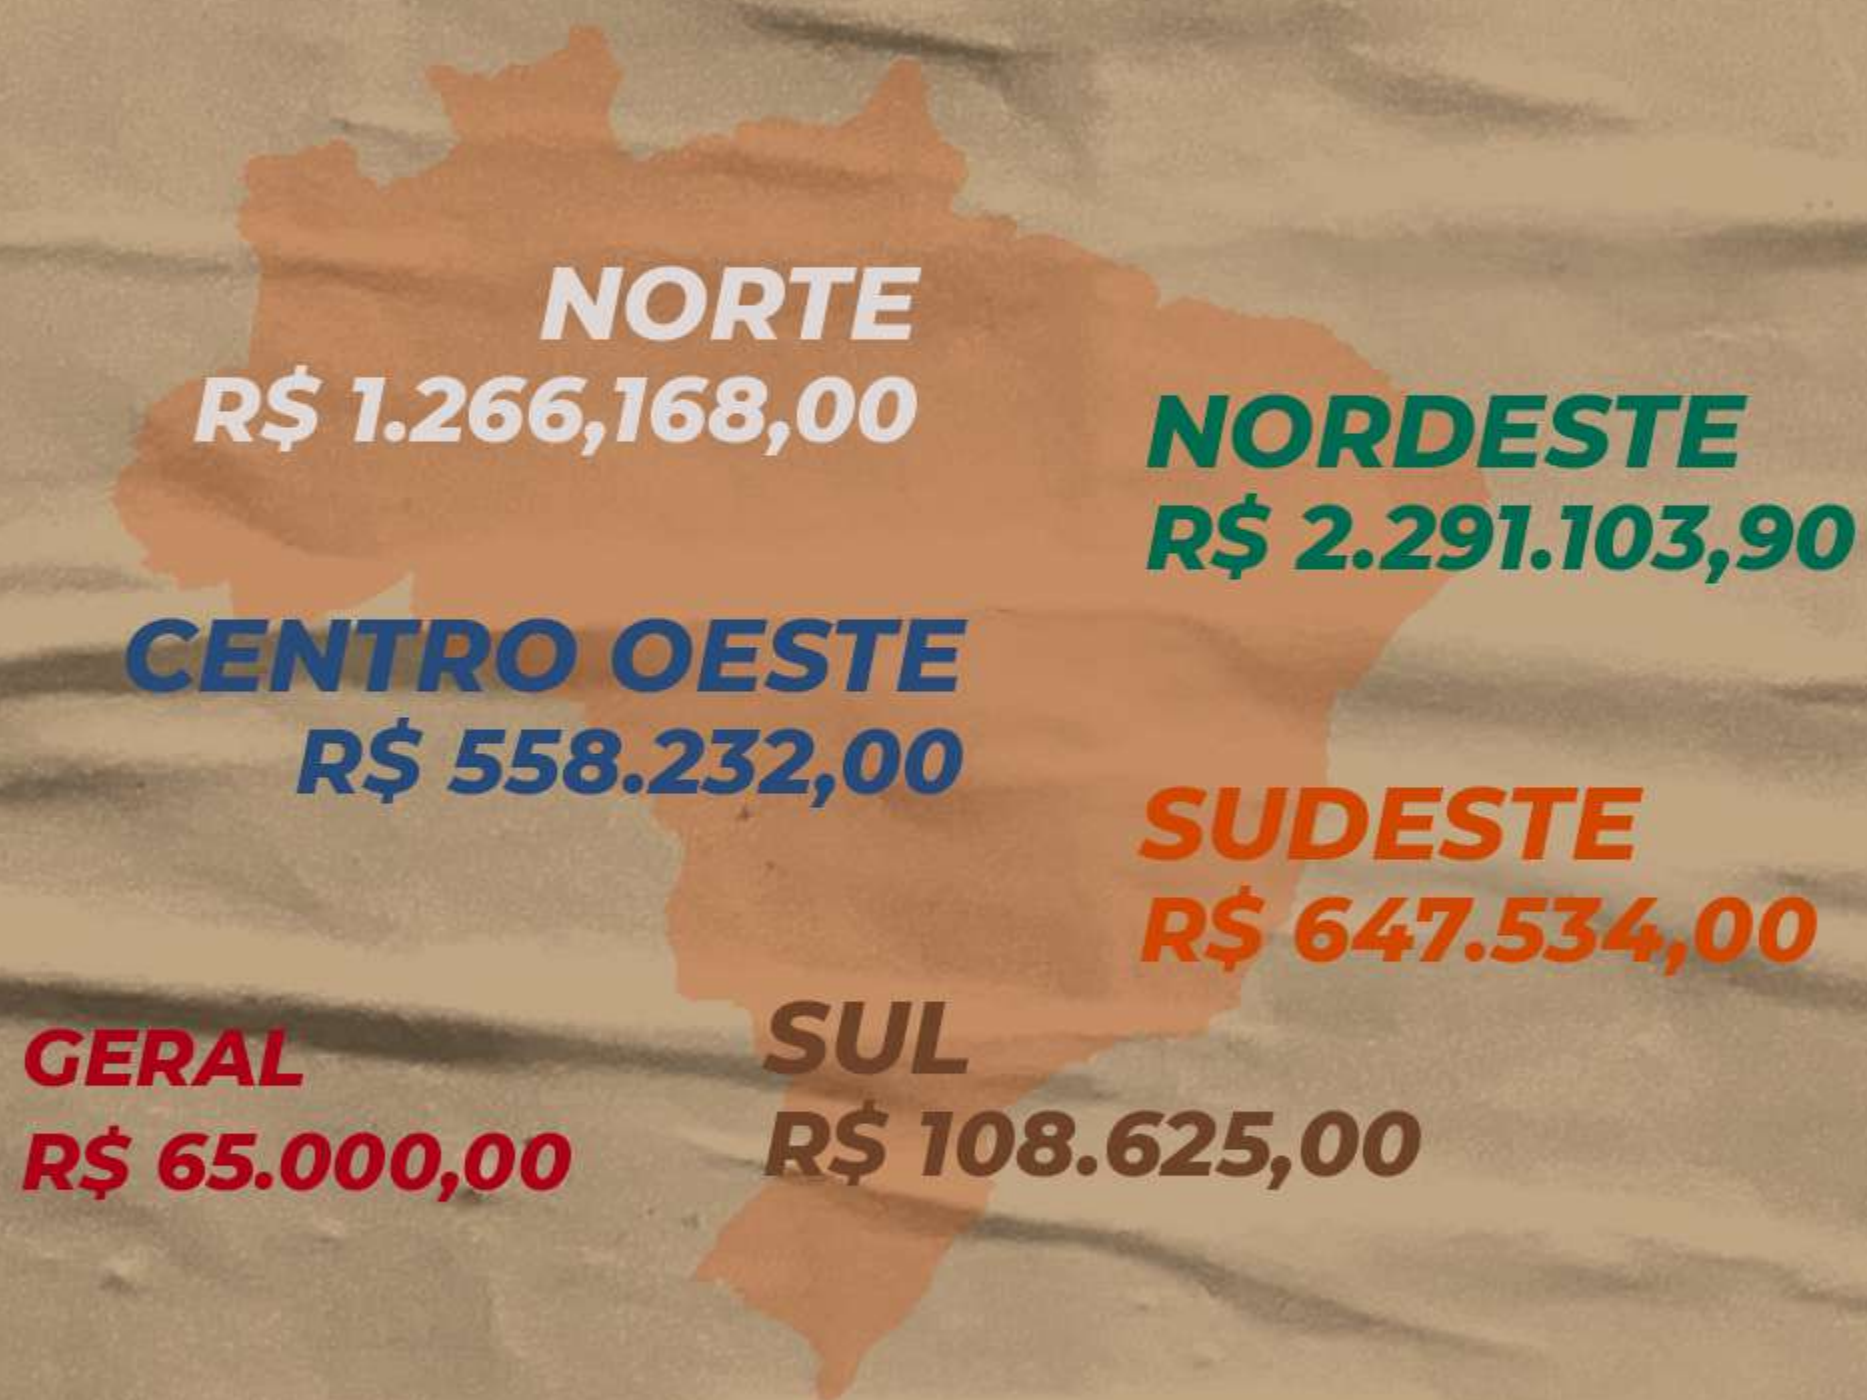 NORTE
R$ 1.266,168,00
NORDESTE
R$ 2.291.103,90
CENTRO OESTE
R$ 558.232,00
SUDESTE
R$ 647.534,00
SUL
R$ 108.625,00
GERAL
R$ 65.000,00